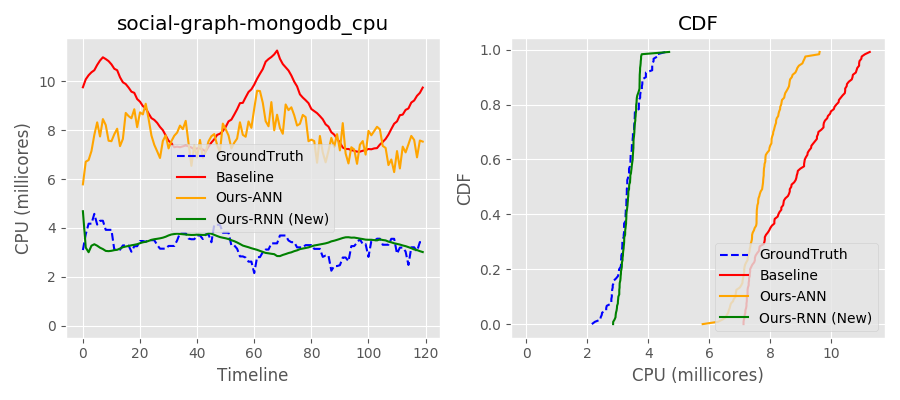 social-graph-mongodb_cpu
CPU (millicores)
10
8
6
4
2
0
GroundTruth
Baseline
Ours-ANN
Ours-RNN (New)
0 20 40 60 80 100 120
Timeline
CDF
CDF
1.0
0.8
0.6
0.4
0.2
0.0
GroundTruth
Baseline
Ours-ANN
Ours-RNN (New)
0 2 4 6 8 10
CPU (millicores)